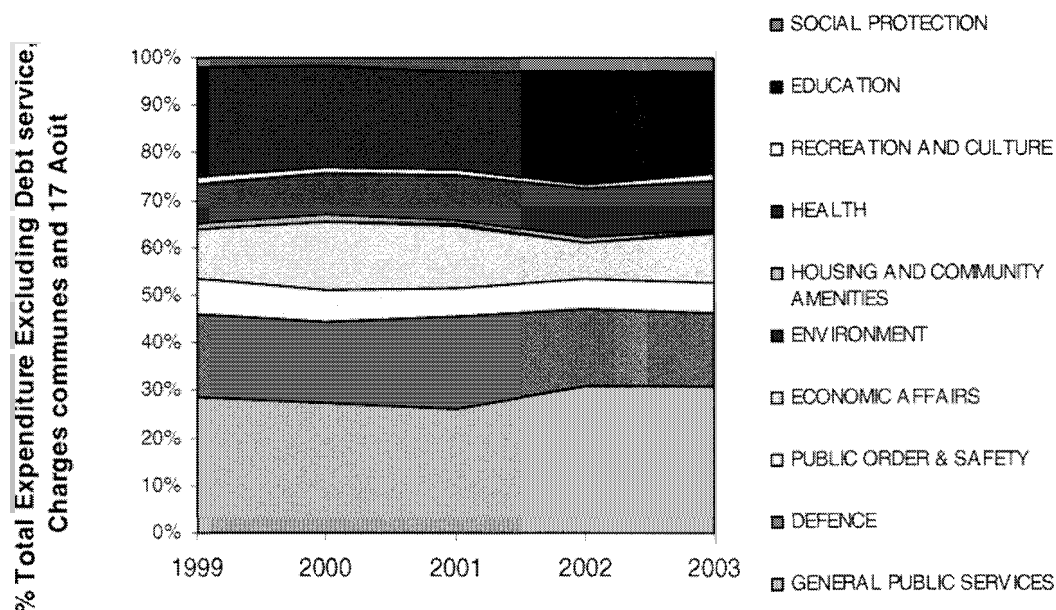 % Total Expenditure Excluding Debt service,
Charges communes and 17 Août
100%
90%
80%
70%
60%
50%
40%
30%
20%
10%
0%
1999 2000 2001 2002 2003
SOCIAL PROTECTION
EDUCATION
RECREATION AND CULTURE
HEALTH
HOUSING AND COMMUNITY
AMENITIES
ENVIRONMENT
ECONOMIC AFFAIRS
PUBLIC ORDER & SAFETY
DEFENCE
GENERAL PUBLIC SERVICES